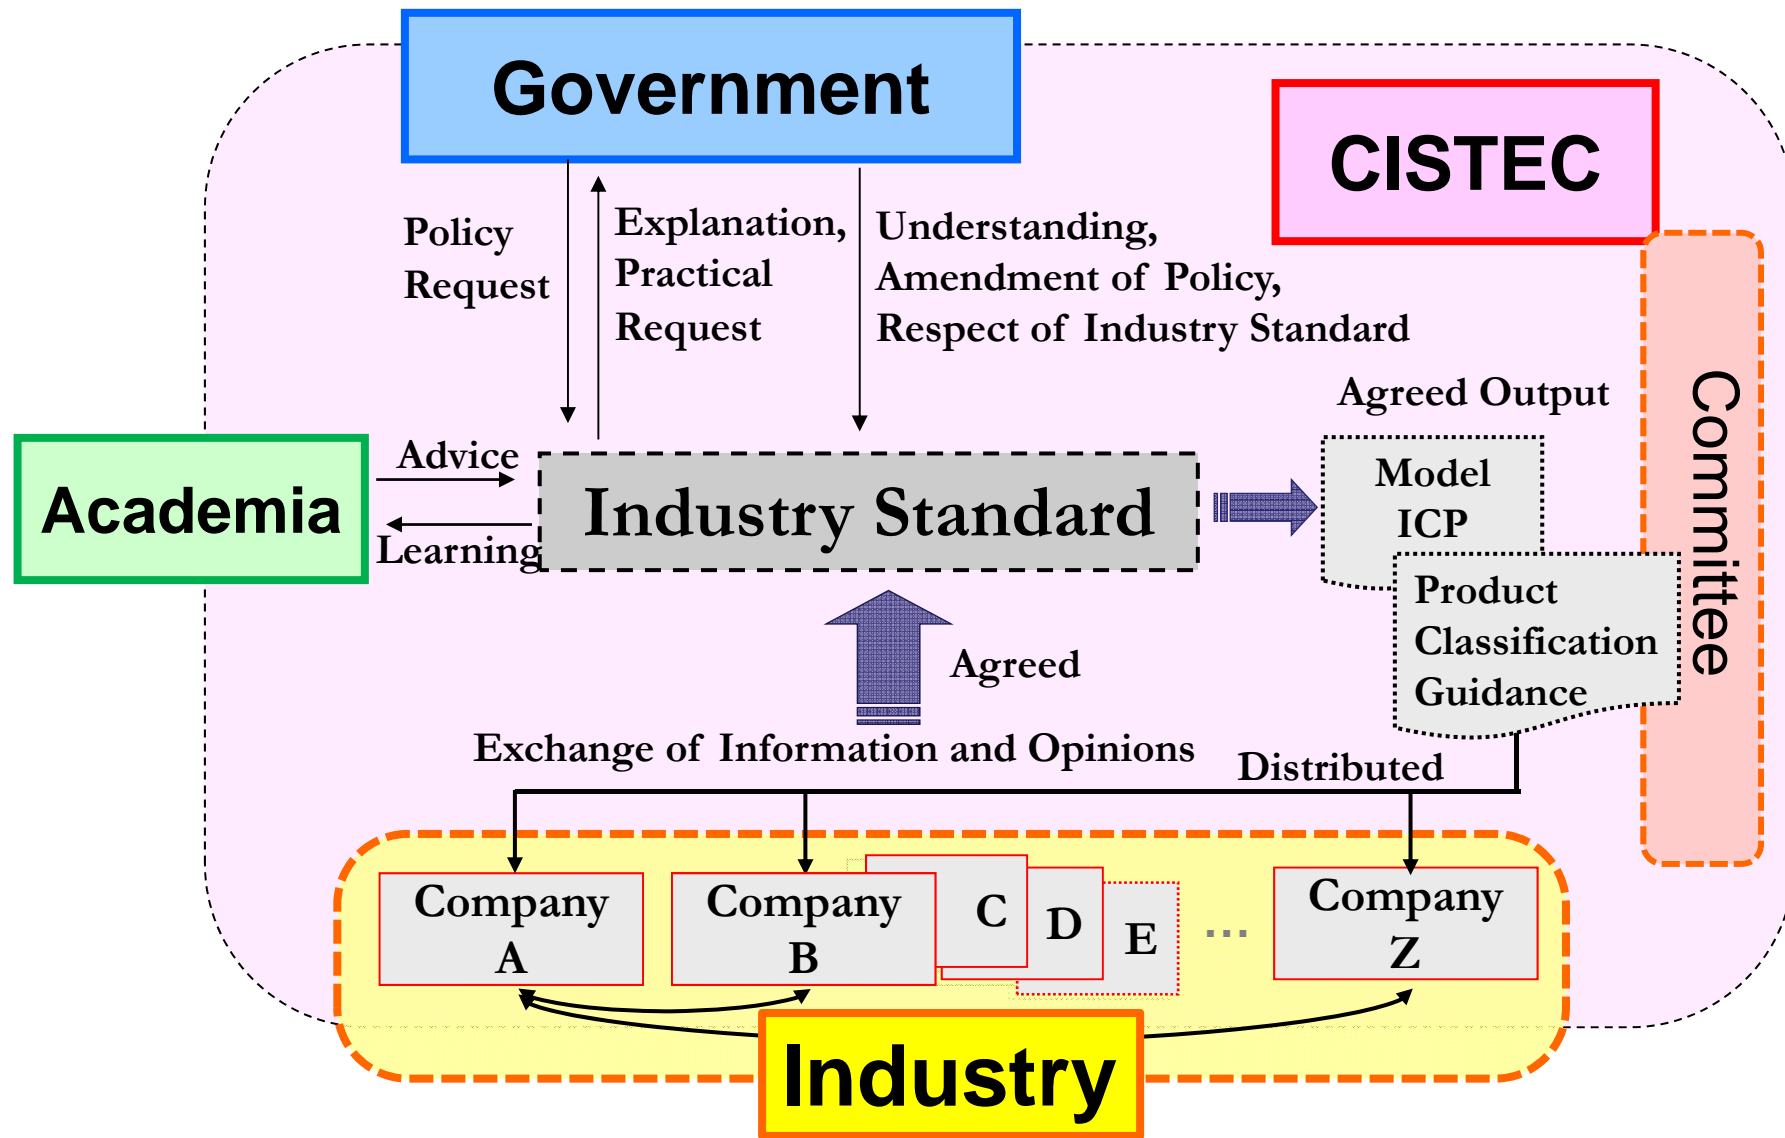 Government
CISTEC
Policy
Request
Explanation,
Practical
Request
Understanding,
Amendment of Policy,
Respect of Industry Standard
Committee
Agreed Output
Academia
Advice
Learning
Industry Standard
Model
ICP
Product
Classification
Guidance
Agreed
Exchange of Information and Opinions
Distributed
Company
A
Company
B
C
D
E
...
Company
Z
Industry